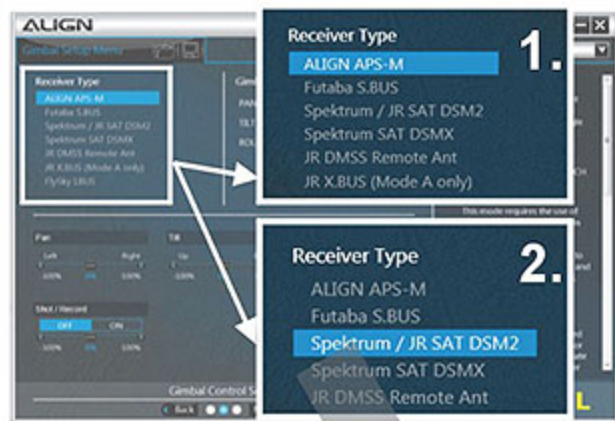 ALIGN
Gimbal Setup Menu
Receiver Type
ALIGN APS-M
Futaba S.BUS
Spektrum / JR SAT DSM2
Spektrum SAT DSMX
JR DMSS Remote Ant
JR X.BUS (Mode A only)
FlySky I.BUS
Pan
Left Right
100% 0% 100%
Tilt
Up
100%
Shot / Record
OFF ON
100% 0% 100%
Gimbal Control S
Back
1.
Receiver Type
ALIGN APS-M
Futaba S.BUS
Spektrum / JR SAT DSM2
Spektrum SAT DSMX
JR DMSS Remote Ant
JR X.BUS (Mode A only)
This mode requires the use of
2.
Receiver Type
ALIGN APS-M
Futaba S.BUS
Spektrum / JR SAT DSM2
Spektrum SAT DSMX
JR DMSS Remote Ant
L